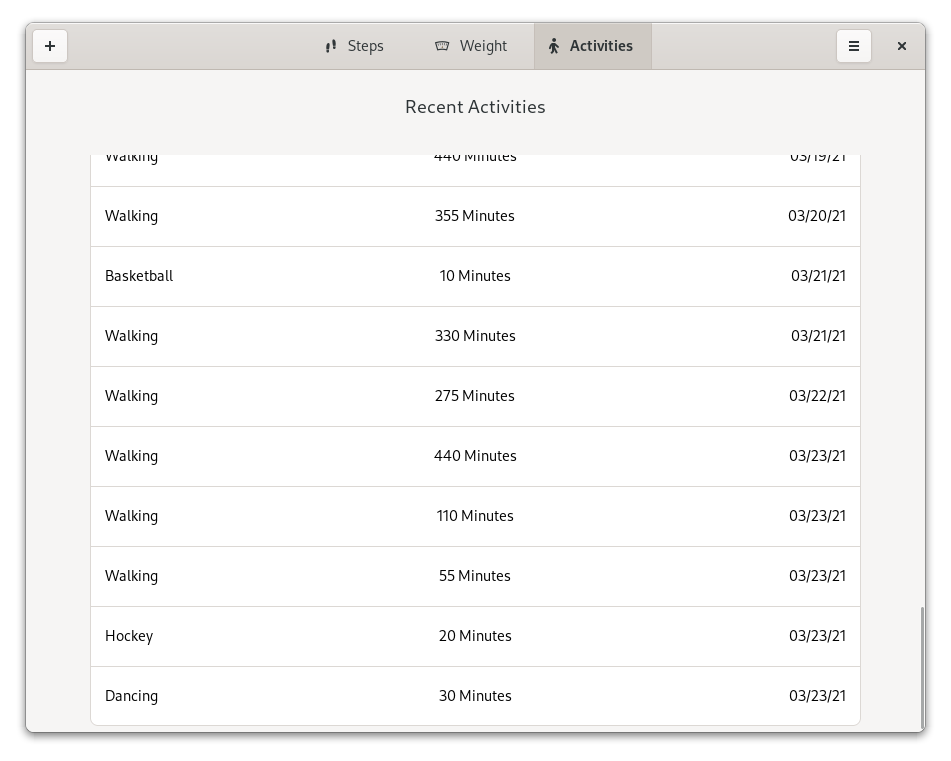 Steps Weight Activities
Recent Activities
Walking 440 Minutes 03/19/21
Walking 355 Minutes 03/20/21
Basketball 10 Minutes 03/21/21
Walking 330 Minutes 03/21/21
Walking 275 Minutes 03/22/21
Walking 440 Minutes 03/23/21
Walking 110 Minutes 03/23/21
Walking 55 Minutes 03/23/21
Hockey 20 Minutes 03/23/21
Dancing 30 Minutes 03/23/21